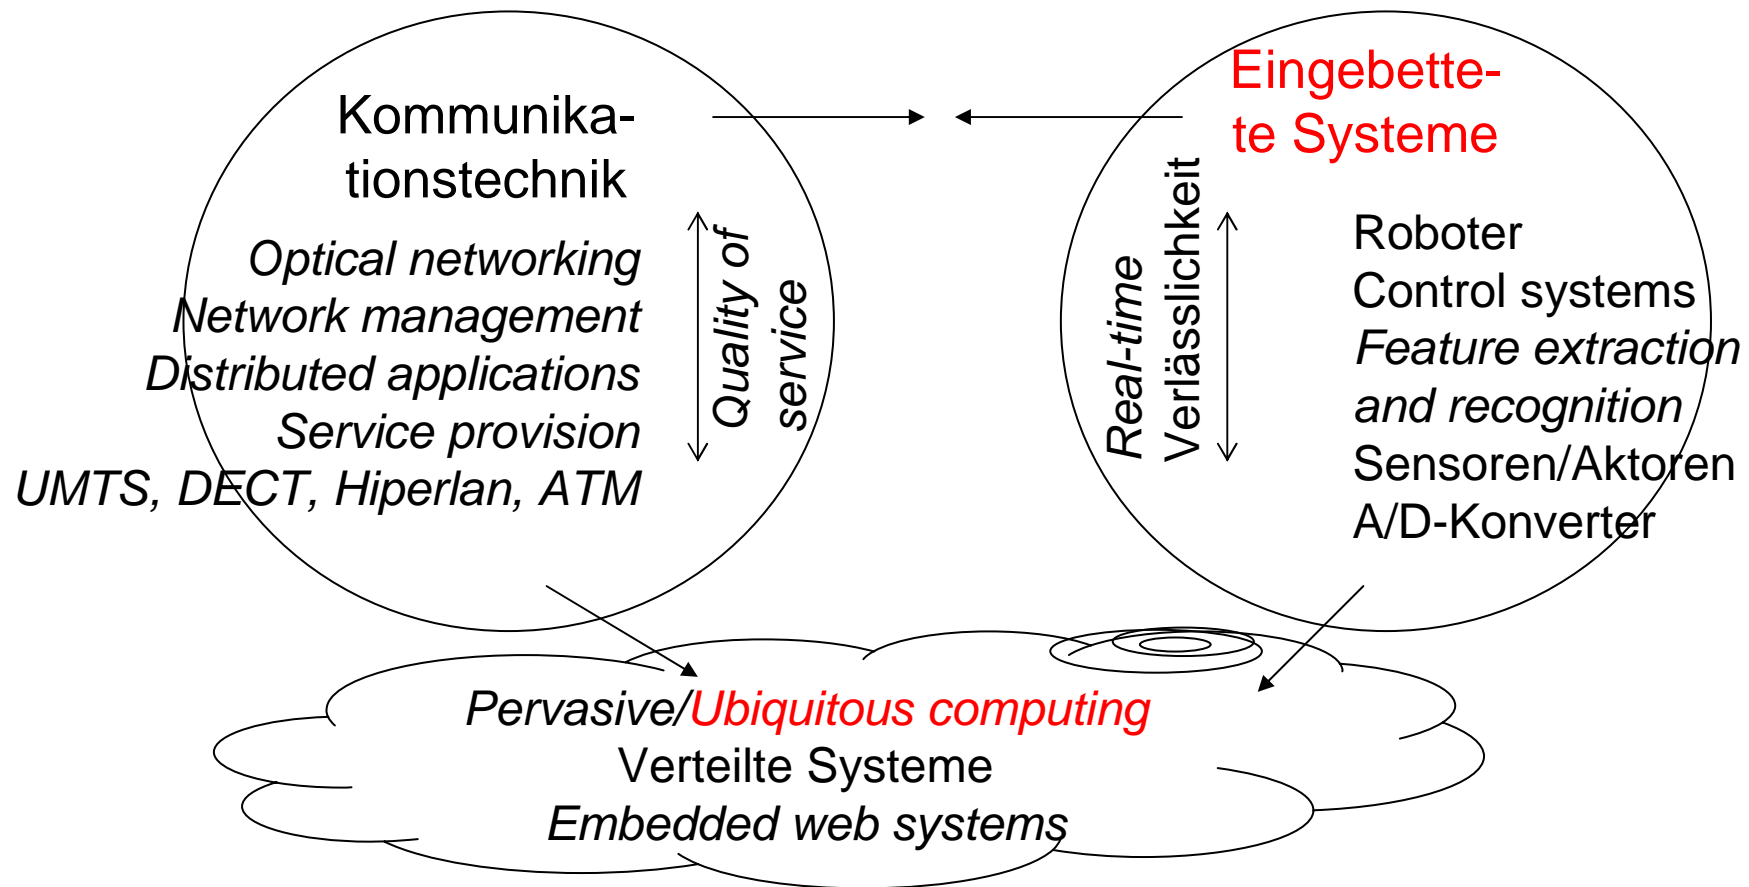 Kommunika-
tionstechnik
Optical networking
Network management
Distributed applications
Service provision
UMTS, DECT, Hiperlan, ATM
Quality of
service
Eingebette-
te Systeme
Real-time
Verlässlichkeit
Roboter
Control systems
Feature extraction
and recognition
Sensoren/Aktoren
A/D-Konverter
Pervasive/Ubiquitous computing
Verteilte Systeme
Embedded web systems